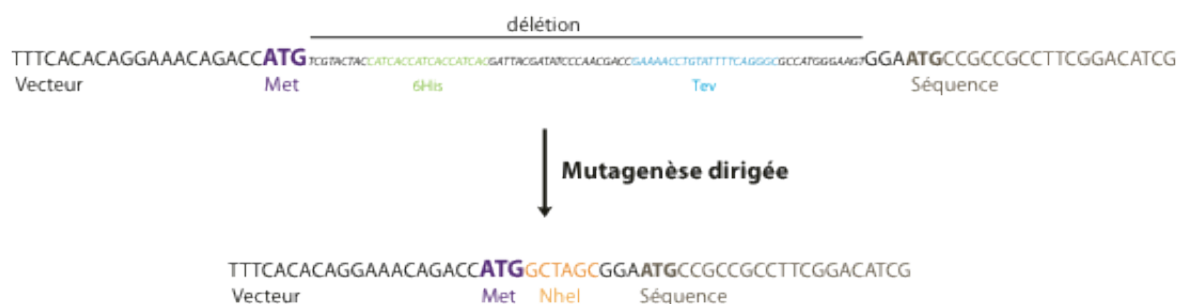 délétion
TTTCACACAGGAAACAGACCATGTCGTACTACCATCACCATCACCATCACGATTACGATATCCCAACGACCGAAAACCTGTATTTTCAGGGCGCCATGGGAAGTGGAATGCCGCCGCCTTCGGACATCG
Vecteur Met 6His Tev Séquence
Mutagenèse dirigée
TTTCACACAGGAAACAGACCATGGCTAGCGGAATGCCGCCGCCTTCGGACATCG
Vecteur Met NheI Séquence